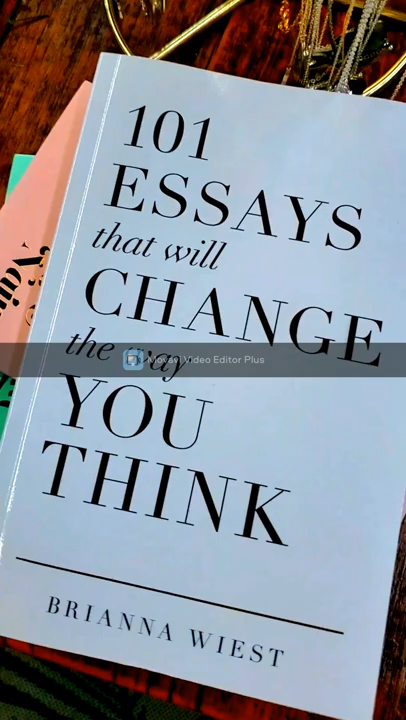 101
ESSAYS
that will
CHANGE
the way
Movavi Video Editor Plus
YOU
THINK
BRIANNA WIEST